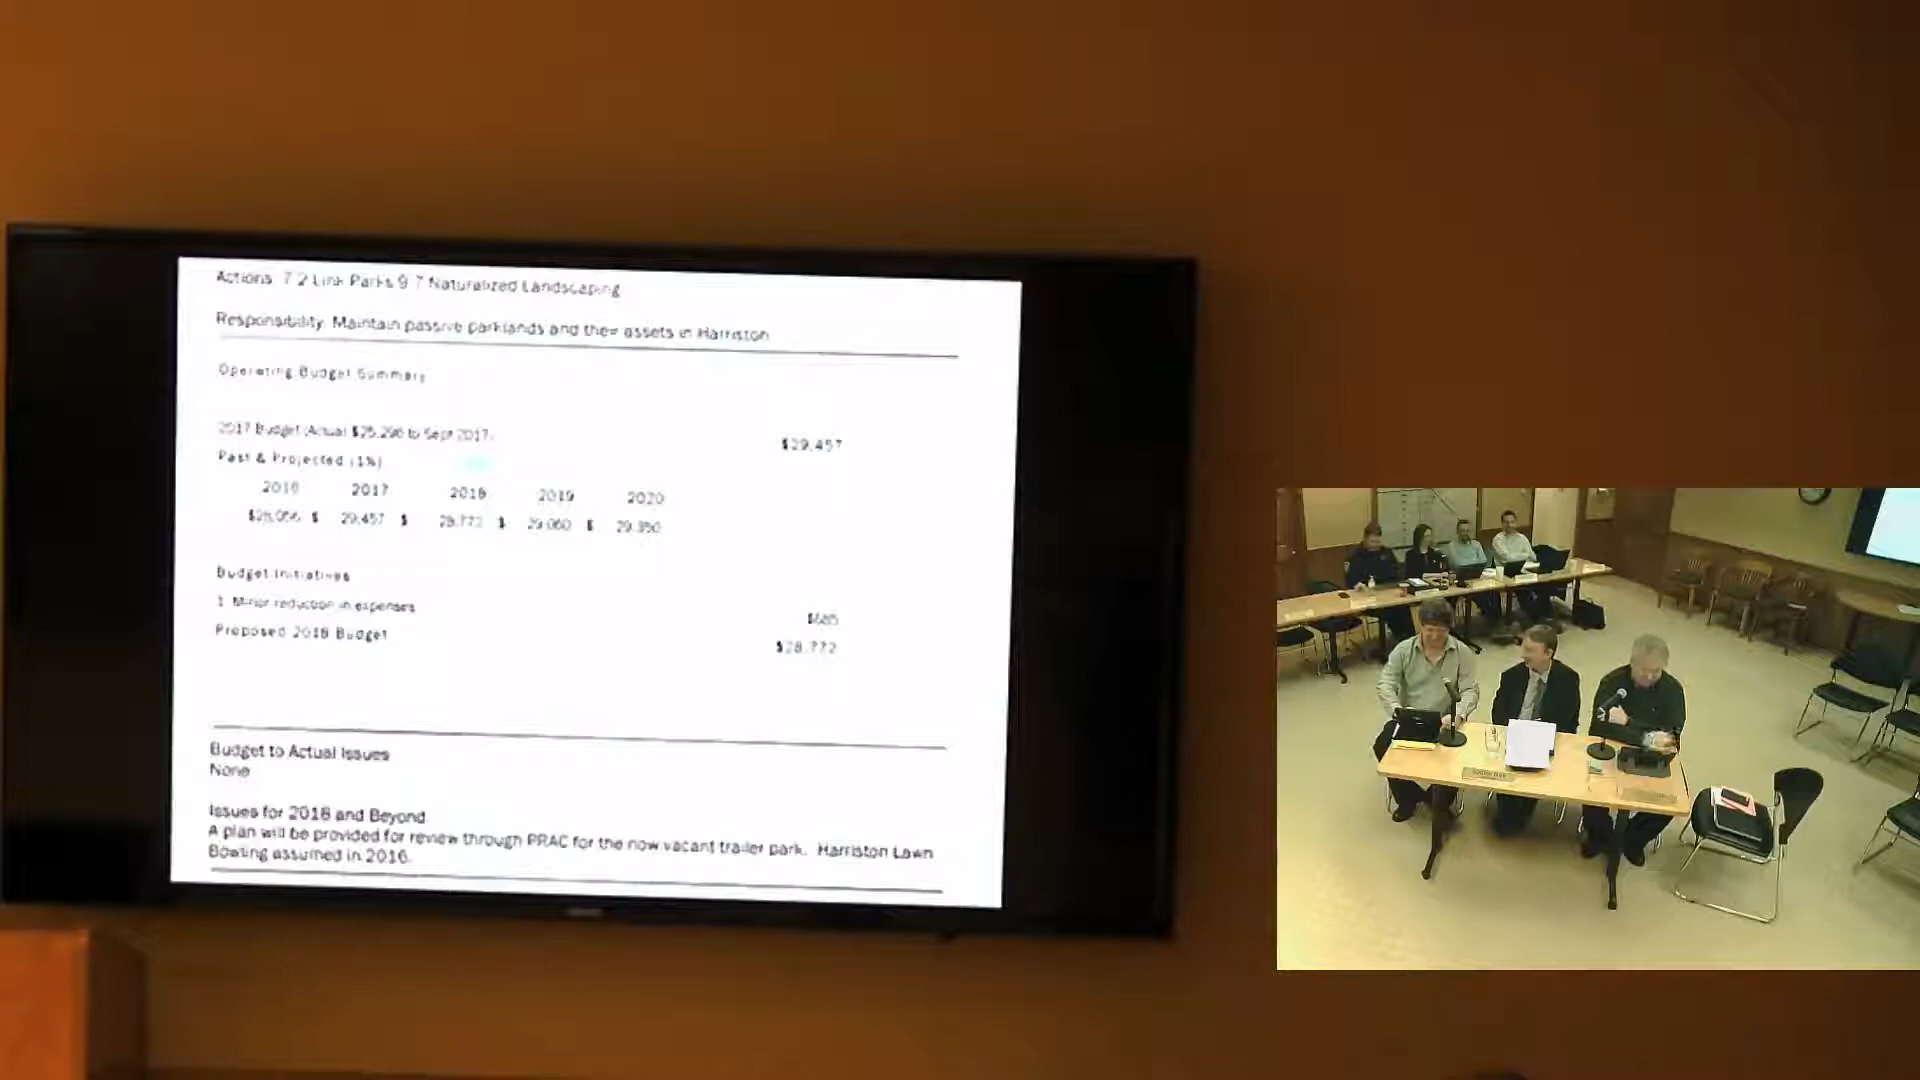 Actions 7.2 Link Parks 9.7 Naturalized Landscaping
Responsibility: Maintain passive parklands and their assets in Harriston
Operating Budget Summary
2017 Budget (Actual $25,296 to Sept 2017) $29,457
Past & Projected (1%)
2016 2017 2018 2019 2020
$ 29,457 $ 28,772 $ 29,060 $ 29,350
Budget Initiatives
1. Minor reduction in expenses $685
Proposed 2018 Budget $28,772
Budget to Actual Issues
None
Issues for 2018 and Beyond
A plan will be provided for review through PRAC for the now vacant trailer park. Harriston Lawn
Bowling assumed in 2016.